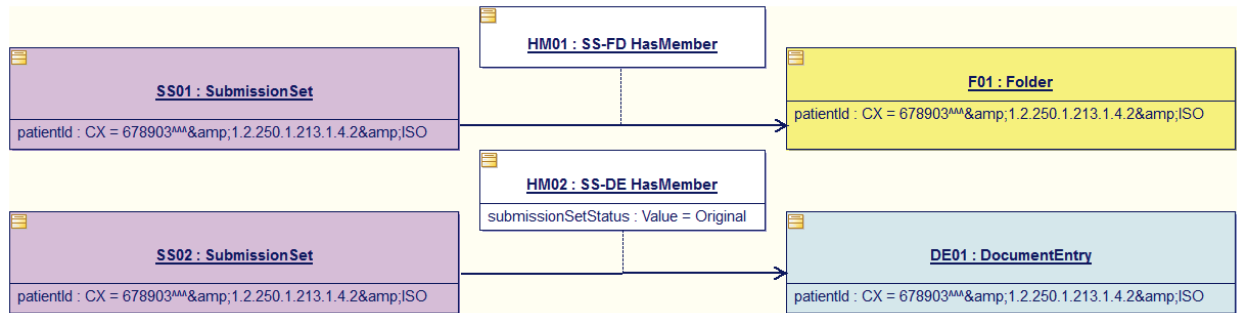 HM01 : SS-FD HasMember
SS01 : SubmissionSet
patientId : CX = 678903^^^&amp;1.2.250.1.213.1.4.2&amp;ISO
F01 : Folder
patientId : CX = 678903^^^&amp;1.2.250.1.213.1.4.2&amp;ISO
HM02 : SS-DE HasMember
submissionSetStatus : Value = Original
SS02 : SubmissionSet
patientId : CX = 678903^^^&amp;1.2.250.1.213.1.4.2&amp;ISO
DE01 : DocumentEntry
patientId : CX = 678903^^^&amp;1.2.250.1.213.1.4.2&amp;ISO